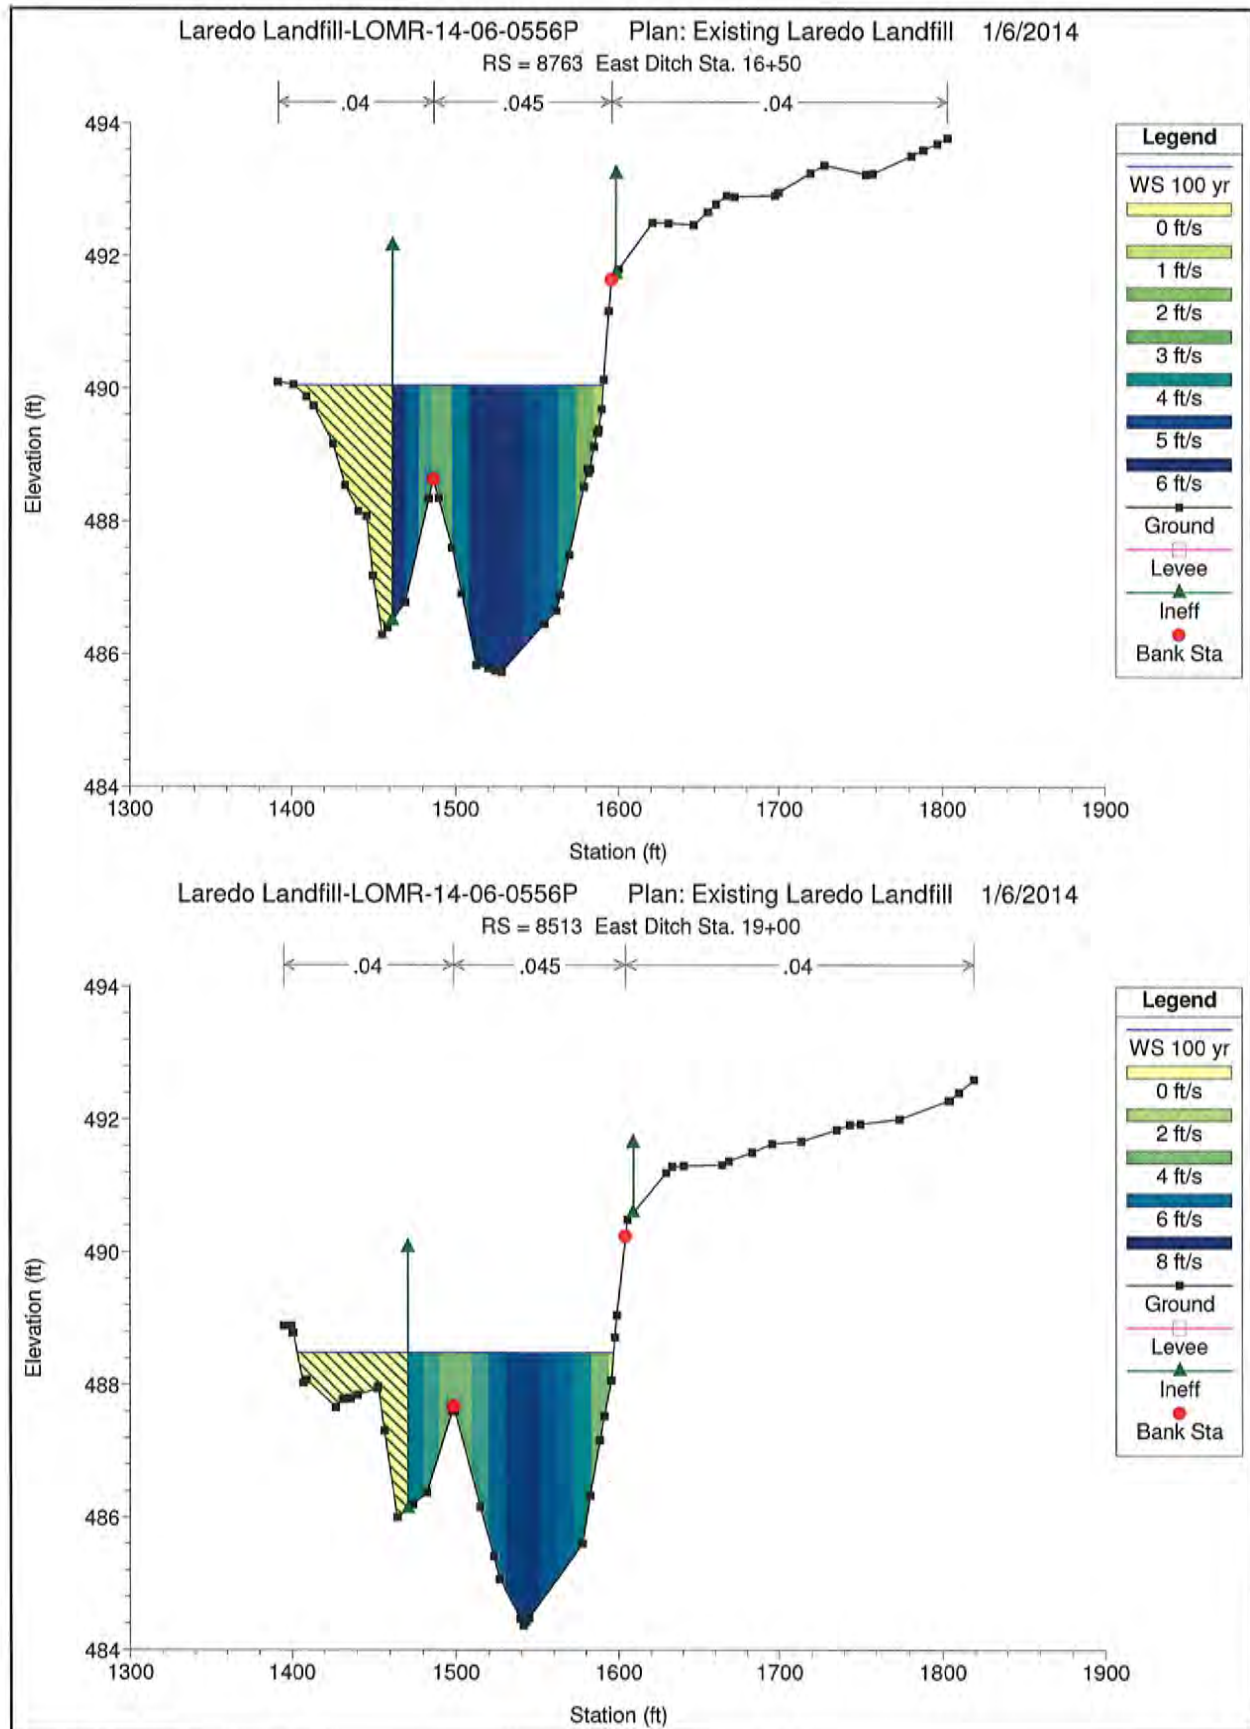 Laredo Landfill-LOMR-14-06-0556P Plan: Existing Laredo Landfill 1/6/2014
RS = 8763 East Ditch Sta. 16+50
.04 .045 .04
494
492
490
488
486
484
Elevation (ft)
1300 1400 1500 1600 1700 1800 1900
Station (ft)
Legend
WS 100 yr
0 ft/s
1 ft/s
2 ft/s
3 ft/s
4 ft/s
5 ft/s
6 ft/s
Ground
Levee
Ineff
Bank Sta
Laredo Landfill-LOMR-14-06-0556P Plan: Existing Laredo Landfill 1/6/2014
RS = 8513 East Ditch Sta. 19+00
.04 .045 .04
494
492
490
488
486
484
Elevation (ft)
1300 1400 1500 1600 1700 1800 1900
Station (ft)
Legend
WS 100 yr
0 ft/s
2 ft/s
4 ft/s
6 ft/s
8 ft/s
Ground
Levee
Ineff
Bank Sta